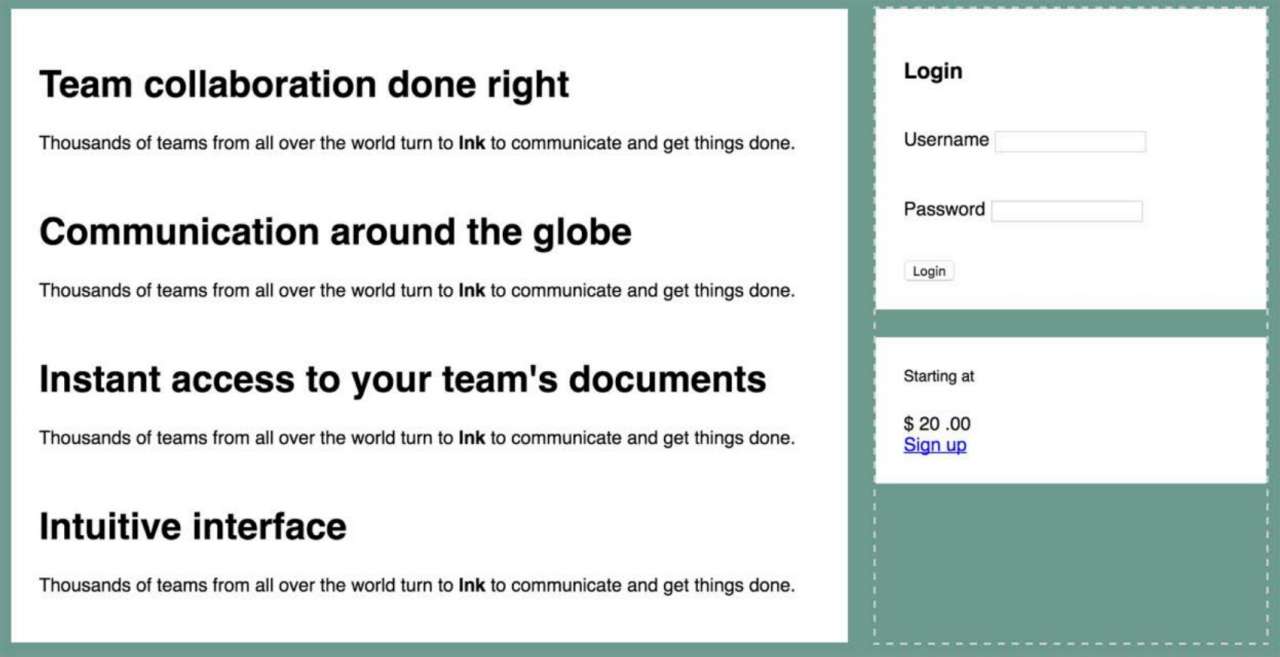 Team collaboration done right
Thousands of teams from all over the world turn to Ink to communicate and get things done.
Communication around the globe
Thousands of teams from all over the world turn to Ink to communicate and get things done.
Instant access to your team's documents
Thousands of teams from all over the world turn to Ink to communicate and get things done.
Intuitive interface
Thousands of teams from all over the world turn to Ink to communicate and get things done.
Login
Username
Password
Login
Starting at
$ 20 .00
Sign up